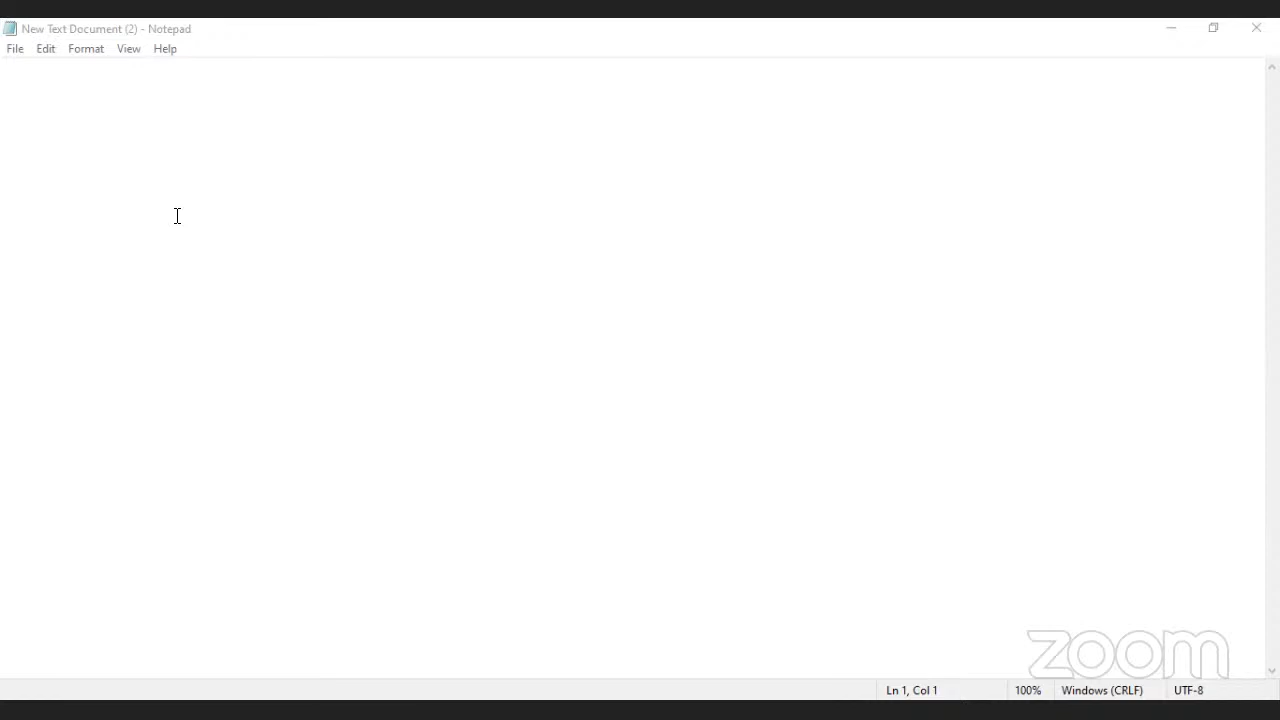 New Text Document (2) - Notepad
File Edit Format View Help
zoom
Ln 1, Col 1 100% Windows (CRLF) UTF-8